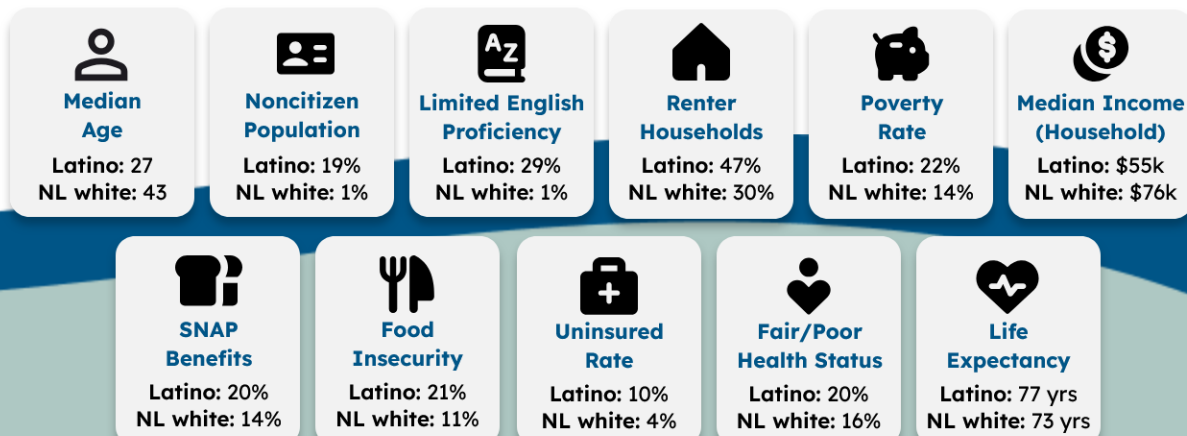 AZ
Median
Age
Latino: 27
NL white: 43
Noncitizen
Population
Latino: 19%
NL white: 1%
Limited English
Proficiency
Latino: 29%
NL white: 1%
Renter
Households
Latino: 47%
NL white: 30%
Poverty
Rate
Latino: 22%
NL white: 14%
$
Median Income
(Household)
Latino: $55k
NL white: $76k
SNAP
Benefits
Latino: 20%
NL white: 14%
Food
Insecurity
Latino: 21%
NL white: 11%
Uninsured
Rate
Latino: 10%
NL white: 4%
Fair/Poor
Health Status
Latino: 20%
NL white: 16%
Life
Expectancy
Latino: 77 yrs
NL white: 73 yrs